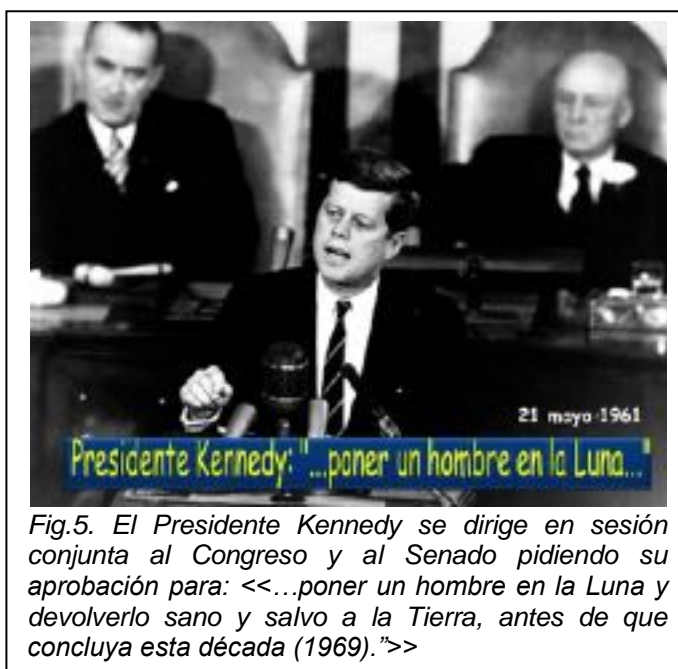 21 mayo 1961
Presidente Kennedy: "...poner un hombre en la Luna..."
Fig.5. El Presidente Kennedy se dirige en sesión
conjunta al Congreso y al Senado pidiendo su
aprobación para: <<…poner un hombre en la Luna y
devolverlo sano y salvo a la Tierra, antes de que
concluya esta década (1969).”>>